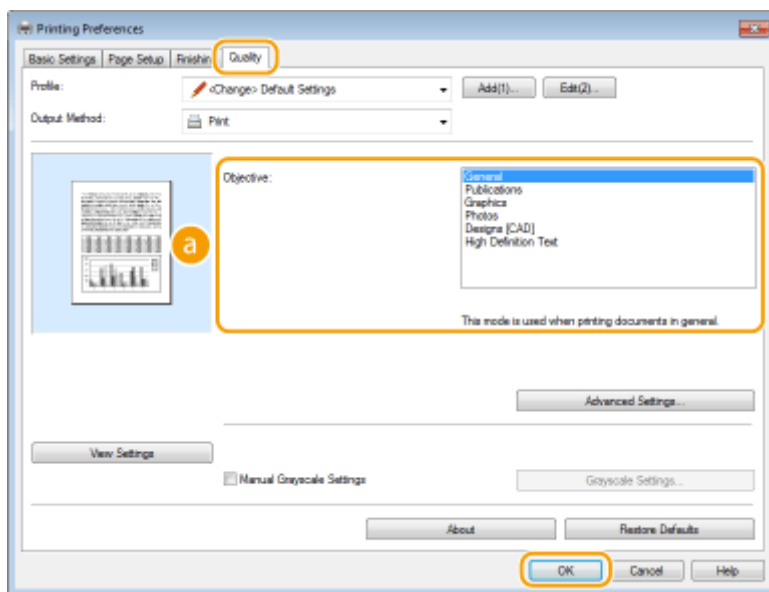 Printing Preferences
Basic Settings Page Setup Finishin Quality
Profile: <Change> Default Settings Add(1)... Edit(2)...
Output Method: Print
Objective: General
Publications
Graphics
Photos
Designs [CAD]
High Definition Text
a
This mode is used when printing documents in general.
Advanced Settings...
View Settings
Manual Grayscale Settings Grayscale Settings...
About Restore Defaults
OK Cancel Help